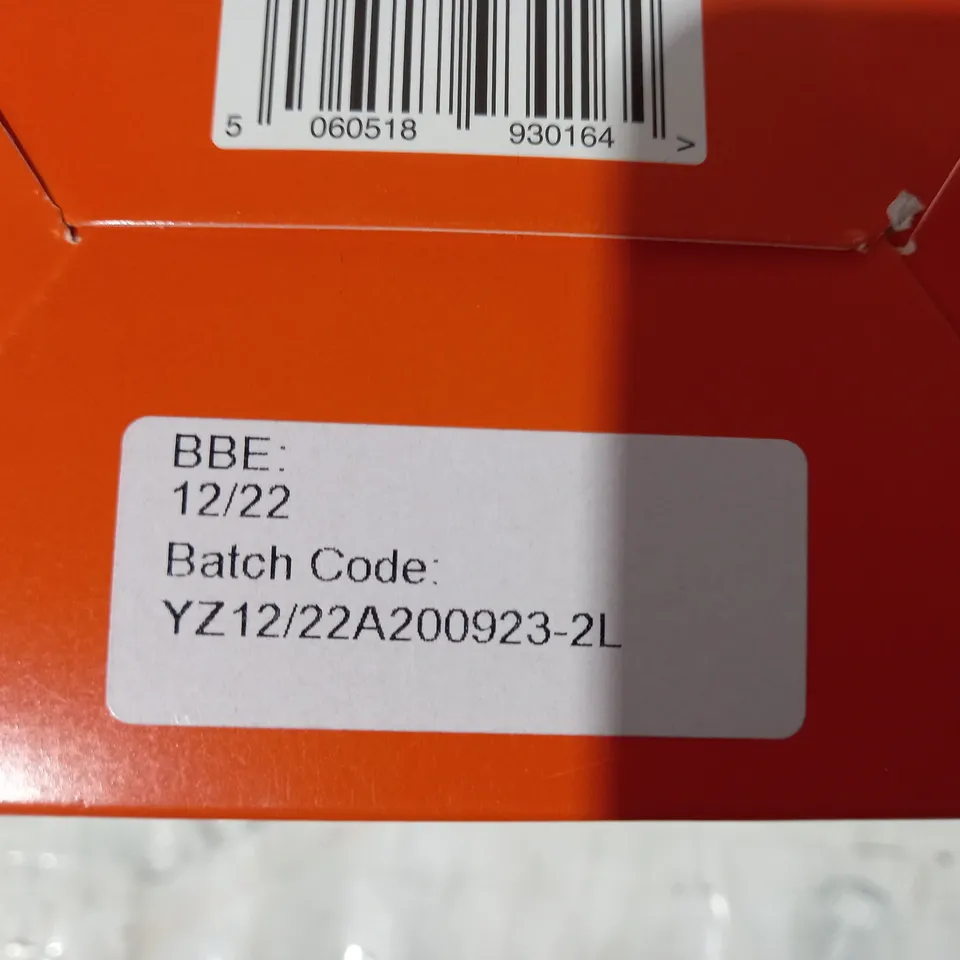 5 060518 930164 >
BBE:
12/22
Batch Code:
YZ12/22A200923-2L